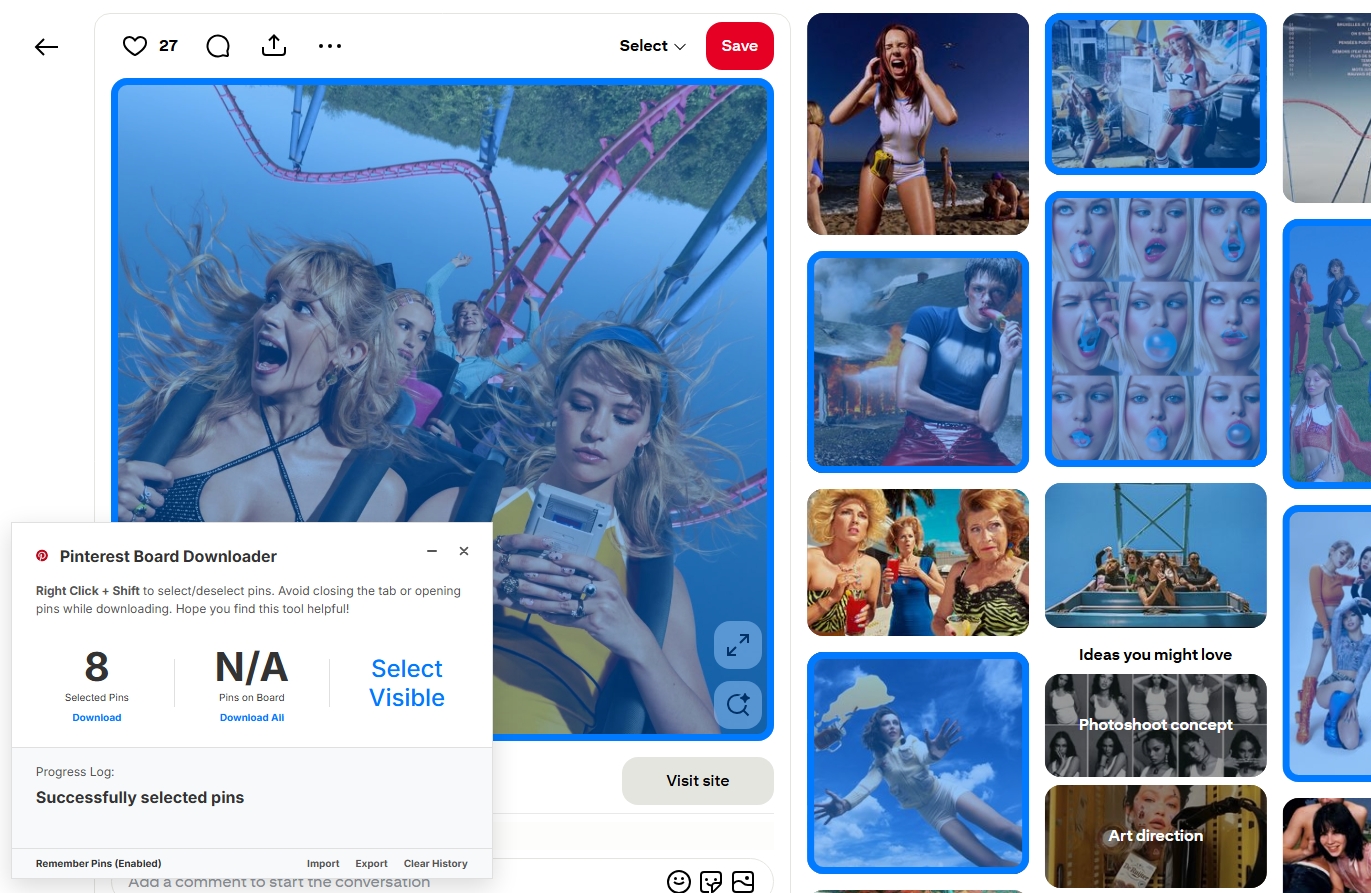 27
Select
Save
Pinterest Board Downloader
Right Click + Shift to select/deselect pins. Avoid closing the tab or opening
pins while downloading. Hope you find this tool helpful!
8
Selected Pins
Download
N/A
Pins on Board
Download All
Select
Visible
Progress Log:
Successfully selected pins
Remember Pins (Enabled)
Import
Export
Clear History
Visit site
Add a comment to start the conversation
NY
Ideas you might love
Photoshoot concept
Art direction